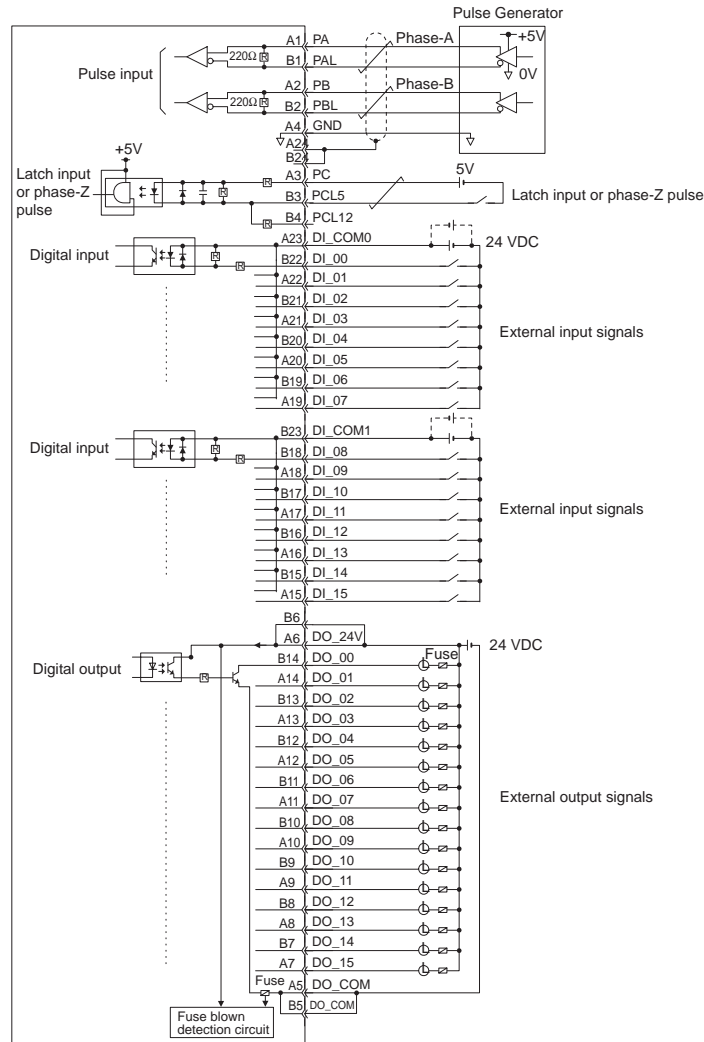 Pulse Generator
A1 PA Phase-A +5V
220Ω R
Pulse input
B1 PAL 0V
A2 PB Phase-B
220Ω R
B2 PBL
A4 GND
A24
+5V B24
A3 PC 5V
Latch input
or phase-Z
pulse
R
R
B3 PCL5 Latch input or phase-Z pulse
R B4 PCL12
A23 DI_COM0 24 VDC
Digital input R
R B22 DI_00
A22 DI_01
B21 DI_02
A21 DI_03 External input signals
B20 DI_04
A20 DI_05
B19 DI_06
A19 DI_07
B23 DI_COM1
Digital input R
R B18 DI_08
A18 DI_09
B17 DI_10
A17 DI_11 External input signals
B16 DI_12
A16 DI_13
B15 DI_14
A15 DI_15
B6
A6 DO_24V 24 VDC
Digital output
R
B14 DO_00 Fuse L
A14 DO_01 L
B13 DO_02 L
A13 DO_03 L
B12 DO_04 L
A12 DO_05 L
B11 DO_06 L
A11 DO_07 L
External output signals
B10 DO_08 L
A10 DO_09 L
B9 DO_10 L
A9 DO_11 L
B8 DO_12 L
A8 DO_13 L
B7 DO_14 L
A7 DO_15 L
Fuse A5 DO_COM
B5 DO_COM
Fuse blown
detection circuit